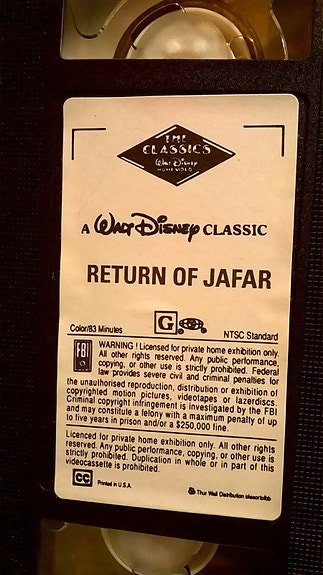 THE
CLASSICS
Walt Disney
HOME VIDEO
A Walt Disney CLASSIC
RETURN OF JAFAR
G
Color/83 Minutes
NTSC Standard
FBI
WARNING ! Licensed for private home exhibition only.
All other rights reserved. Any public performance,
copying, or other use is strictly prohibited. Federal
law provides severe civil and criminal penalties for
the unauthorised reproduction, distribution or exhibition of
copyrighted motion pictures, videotapes or lazerdiscs.
Criminal copyright infringement is investigated by the FBI
and may constitute a felony with a maximum penalty of up
to five years in prison and/or a $250,000 fine.
Licenced for private home exhibition only. All other rights
reserved. Any public performance, copying, or other use is
strictly prohibited. Duplication in whole or in part of this
videocassette is prohibited.
CC
Printed in U.S.A
Thur Wall Distribution